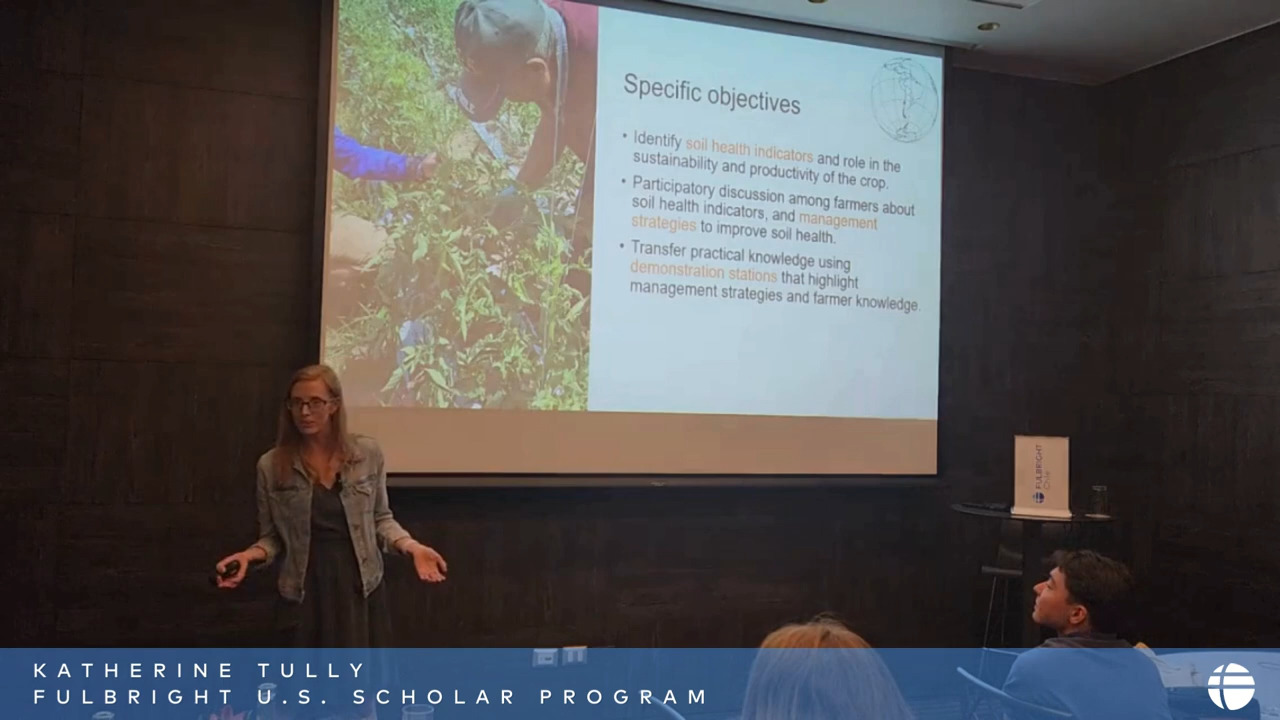 Specific objectives
• Identify soil health indicators and role in the
sustainability and productivity of the crop.
• Participatory discussion among farmers about
soil health indicators, and management
strategies to improve soil health.
• Transfer practical knowledge using
demonstration stations that highlight
management strategies and farmer knowledge.
FULBRIGHT
KATHERINE TULLY
FULBRIGHT U.S. SCHOLAR PROGRAM